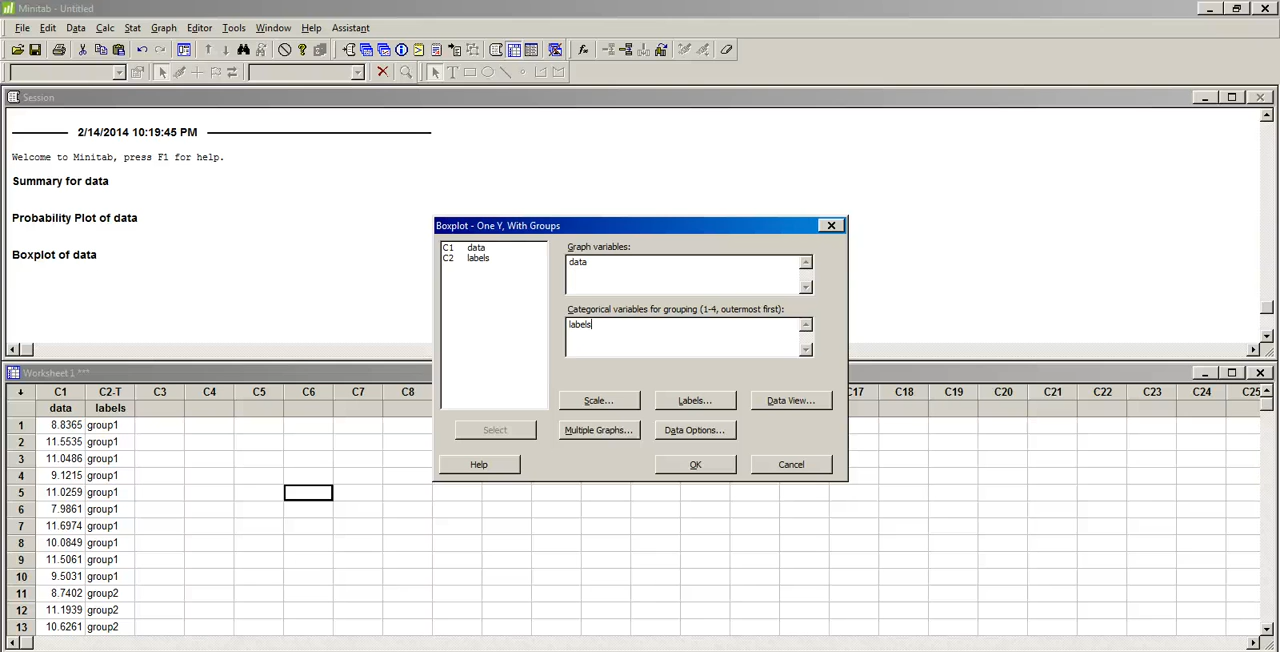 Minitab - Untitled
File Edit Data Calc Stat Graph Editor Tools Window Help Assistant
Session
2/14/2014 10:19:45 PM
Welcome to Minitab, press F1 for help.
Summary for data
Probability Plot of data
Boxplot of data
Boxplot - One Y, With Groups
C1 data
C2 labels
Graph variables:
data
Categorical variables for grouping (1-4, outermost first):
labels
Scale... Labels... Data View...
Select Multiple Graphs... Data Options...
Help OK Cancel
Worksheet 1 ***
C1 C2-T C3 C4 C5 C6 C7 C8 C17 C18 C19 C20 C21 C22 C23 C24 C25
data labels
1 8.8365 group1
2 11.5535 group1
3 11.0486 group1
4 9.1215 group1
5 11.0259 group1
6 7.9861 group1
7 11.6974 group1
8 10.0849 group1
9 11.5061 group1
10 9.5031 group1
11 8.7402 group2
12 11.1939 group2
13 10.6261 group2